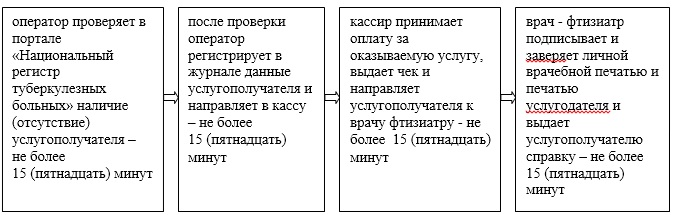 оператор проверяет в
портале
«Национальный
регистр
туберкулезных
больных» наличие
(отсутствие)
услугополучателя –
не более
15 (пятнадцать) минут
после проверки
оператор
регистрирует в
журнале данные
услугополучателя и
направляет в кассу
– не более
15 (пятнадцать)
минут
кассир принимает
оплату за
оказываемую услугу,
выдает чек и
направляет
услугополучателя к
врачу фтизиатру - не
более 15 (пятнадцать)
минут
врач - фтизиатр
подписывает и
заверяет личной
врачебной печатью и
печатью
услугодателя и
выдает
услугополучателю
справку – не более
15 (пятнадцать)
минут